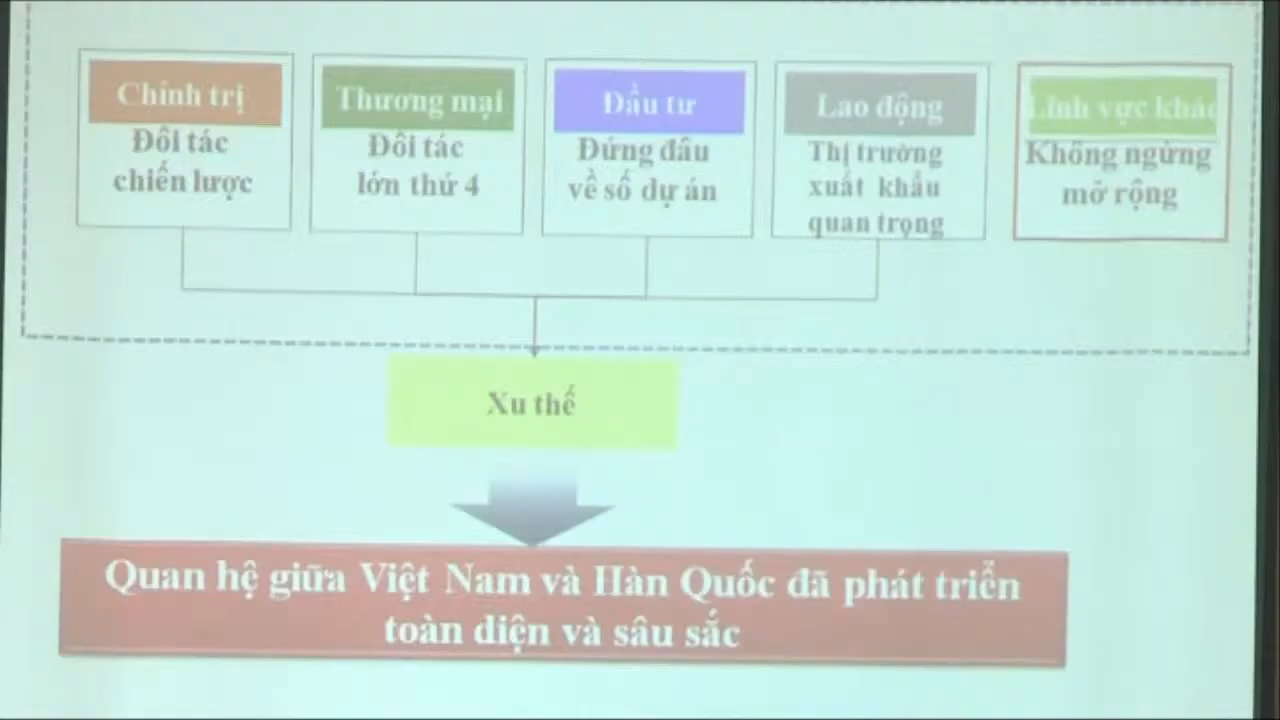 Chính trị
Đối tác
chiến lược
Thương mại
Đối tác
lớn thứ 4
Đầu tư
Đứng đầu
về số dự án
Lao động
Thị trường
xuất khẩu
quan trọng
Lĩnh vực khác
Không ngừng
mở rộng
Xu thế
Quan hệ giữa Việt Nam và Hàn Quốc đã phát triển
toàn diện và sâu sắc